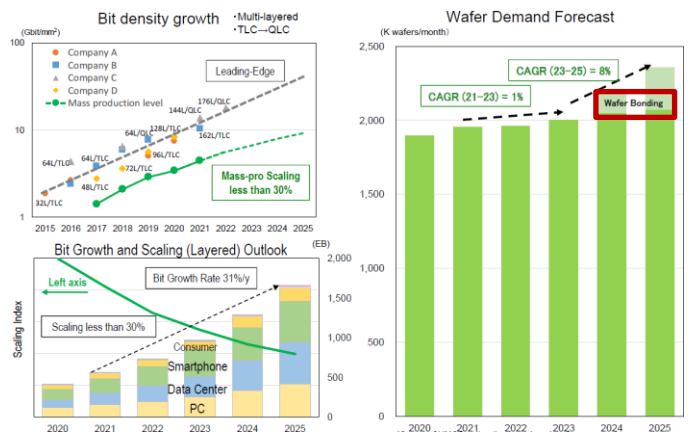 Bit density growth
・Multi-layered
・TLC→QLC
(Gbit/mm²)
100
10
1
Company A
Company B
Company C
Company D
Mass production level
Leading-Edge
176L/QLC
144L/QLC
128L/TLC
64L/QLC
162L/TLC
64L/TLC
64L/TLC
96L/TLC
72L/TLC
48L/TLC
32L/TLC
Mass-pro Scaling
less than 30%
2015 2016 2017 2018 2019 2020 2021 2022 2023 2024 2025
Bit Growth and Scaling (Layered) Outlook
(EB)
2,000
1,500
1,000
500
0
Scaling Index
Left axis
Bit Growth Rate 31%/y
Scaling less than 30%
Consumer
Smartphone
Data Center
PC
2020 2021 2022 2023 2024 2025
Wafer Demand Forecast
(K wafers/month)
2,500
2,000
1,500
1,000
500
0
CAGR (21-23) = 1%
CAGR (23-25) = 8%
Wafer Bonding
2020 2021 2022 2023 2024 2025